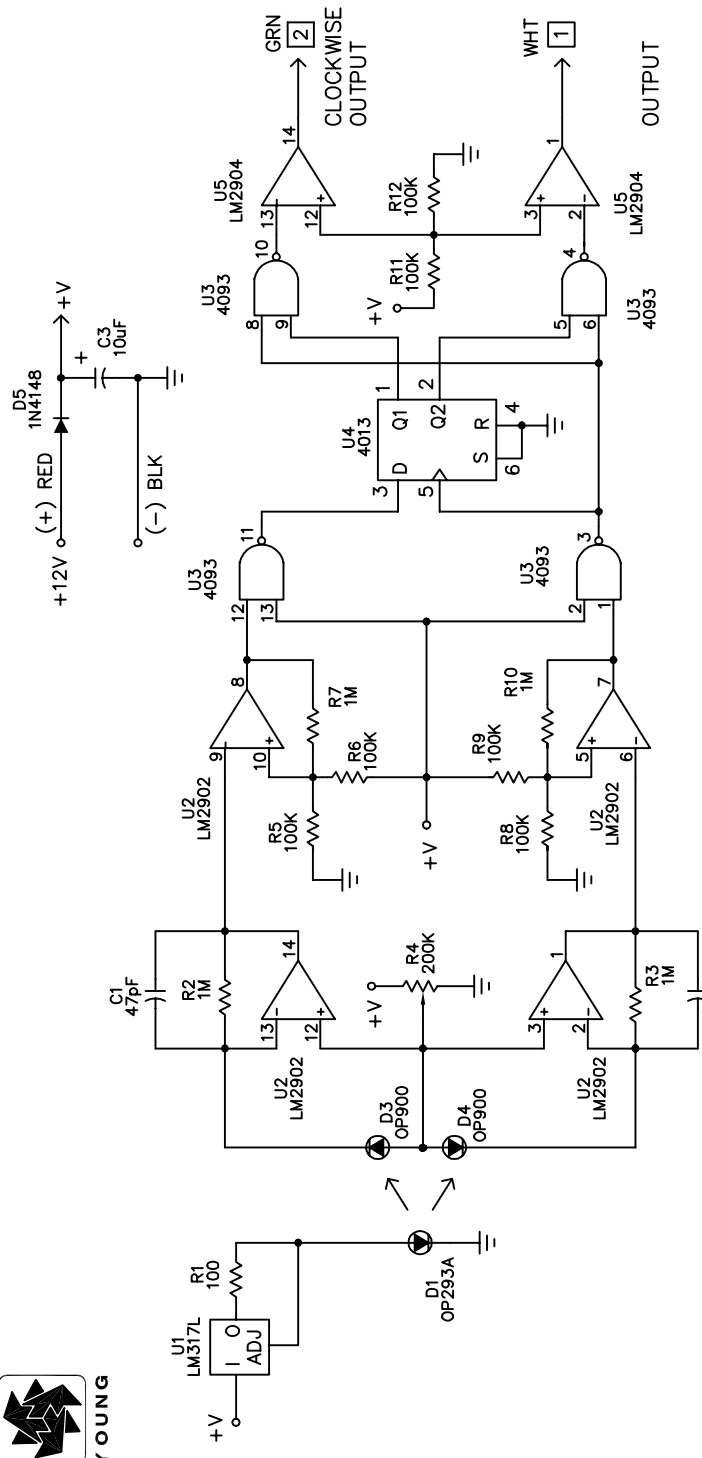 +12V
(+) RED
D5
1N4148
+V
+
C3
10uF
(-) BLK
GRN
2
CLOCKWISE
OUTPUT
WHT
1
OUTPUT
U5
LM2904
13
12
14
-
+
R12
100K
R11
100K
+V
U5
LM2904
3
2
1
+
-
U3
4093
8
9
10
U3
4093
5
6
4
U4
4013
3
D
5
Q1
1
Q2
2
S
R
6
4
U3
4093
12
13
11
U3
4093
2
1
3
U2
LM2902
9
10
8
-
+
R7
1M
R6
100K
R5
100K
+V
R9
100K
R10
1M
R8
100K
U2
LM2902
5
6
7
+
-
C1
47pF
R2
1M
U2
LM2902
13
12
14
-
+
+V
R4
200K
U2
LM2902
3
2
1
+
-
R3
1M
D3
OP900
D4
OP900
U1
LM317L
I
O
ADJ
+V
R1
100
D1
OP293A
YOUNG